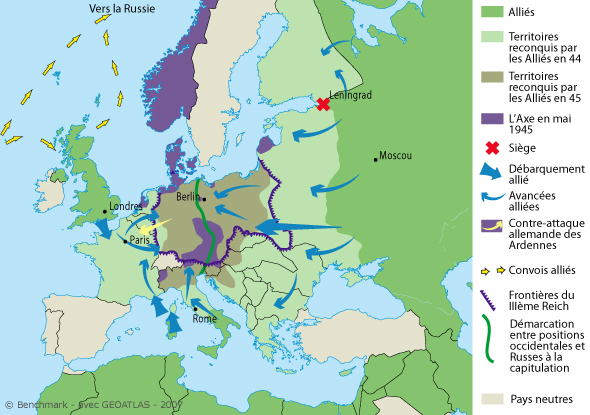 Vers la Russie
Leningrad
Moscou
Londres
Berlin
Paris
Rome
© Benchmark - avec GEOATLAS - 2009
Alliés
Territoires
reconquis par
les Alliés en 44
Territoires
reconquis par
les Alliés en 45
L'Axe en mai
1945
Siège
Débarquement
allié
Avancées
alliées
Contre-attaque
allemande des
Ardennes
Convois alliés
Frontières du
IIIème Reich
Démarcation
entre positions
occidentales et
Russes à la
capitulation
Pays neutres